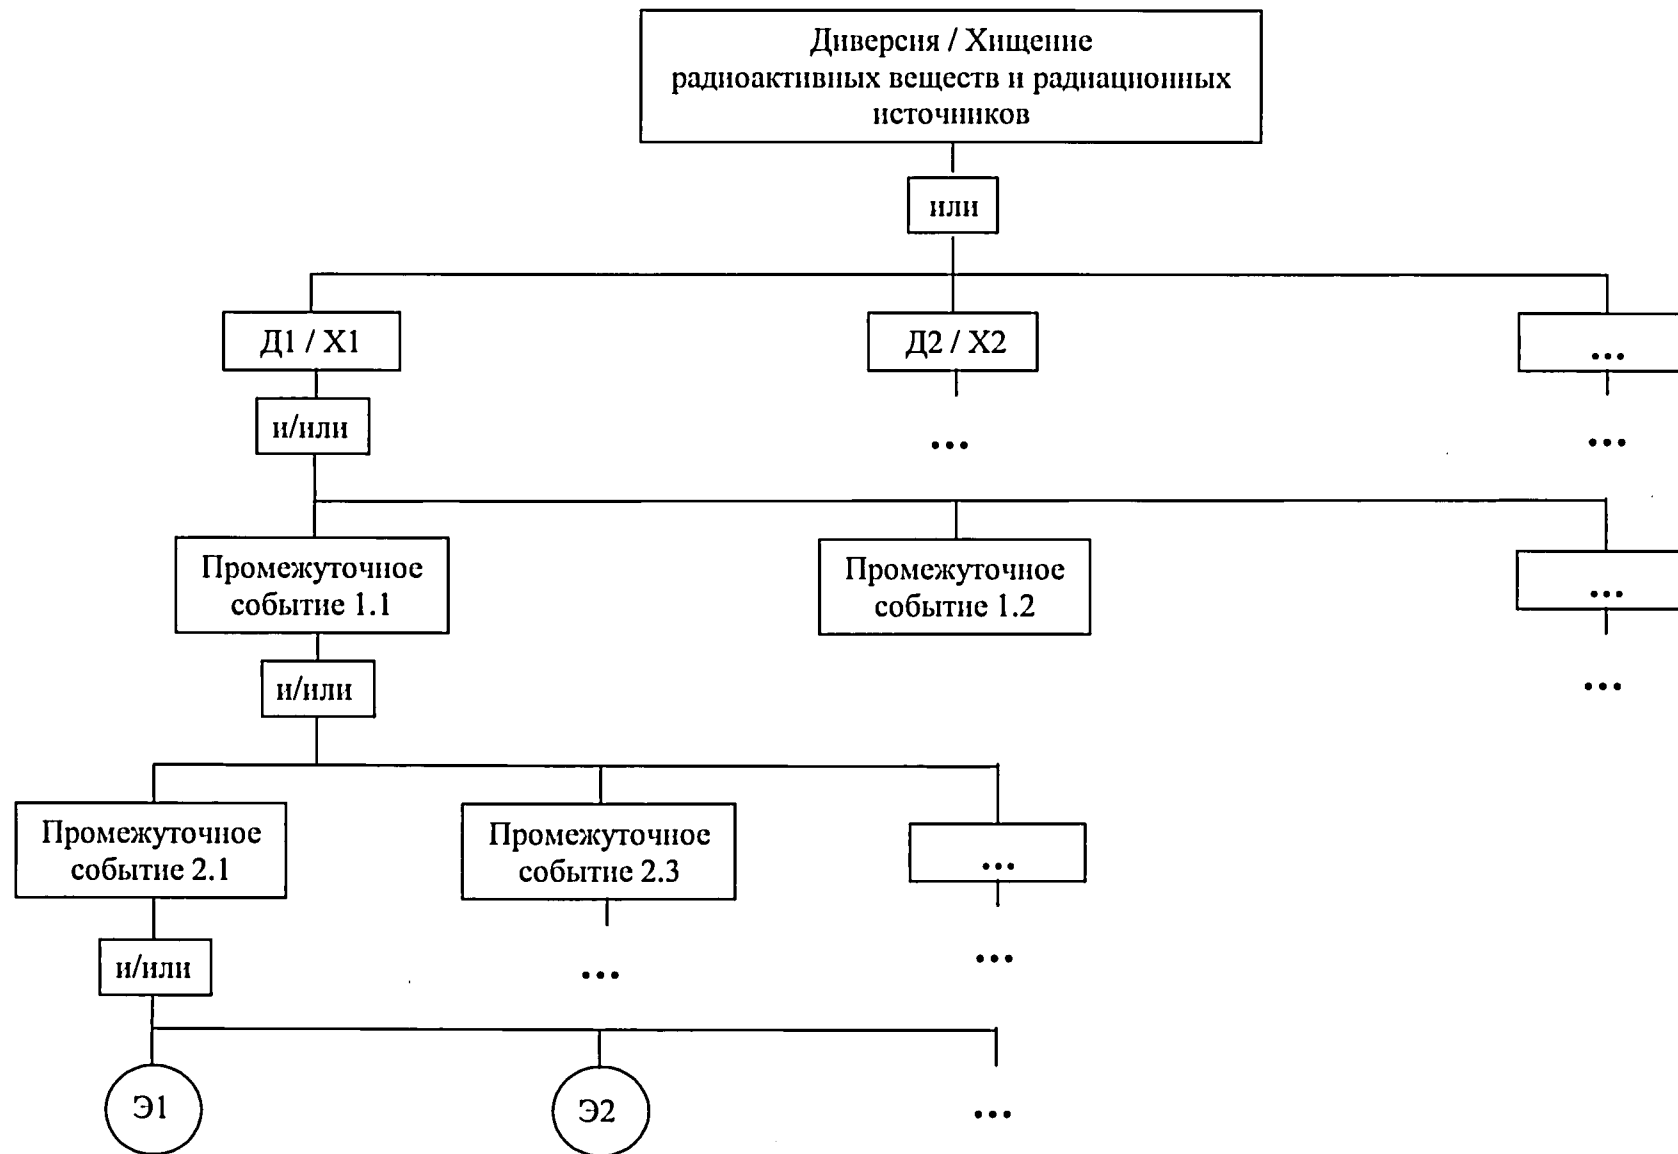 Диверсия / Хищение
радиоактивных веществ и радиационных
источников
или
Д1 / Х1
Д2 / Х2
...
и/или
...
...
Промежуточное
событие 1.1
Промежуточное
событие 1.2
...
и/или
...
Промежуточное
событие 2.1
Промежуточное
событие 2.3
...
и/или
...
...
Э1
Э2
...